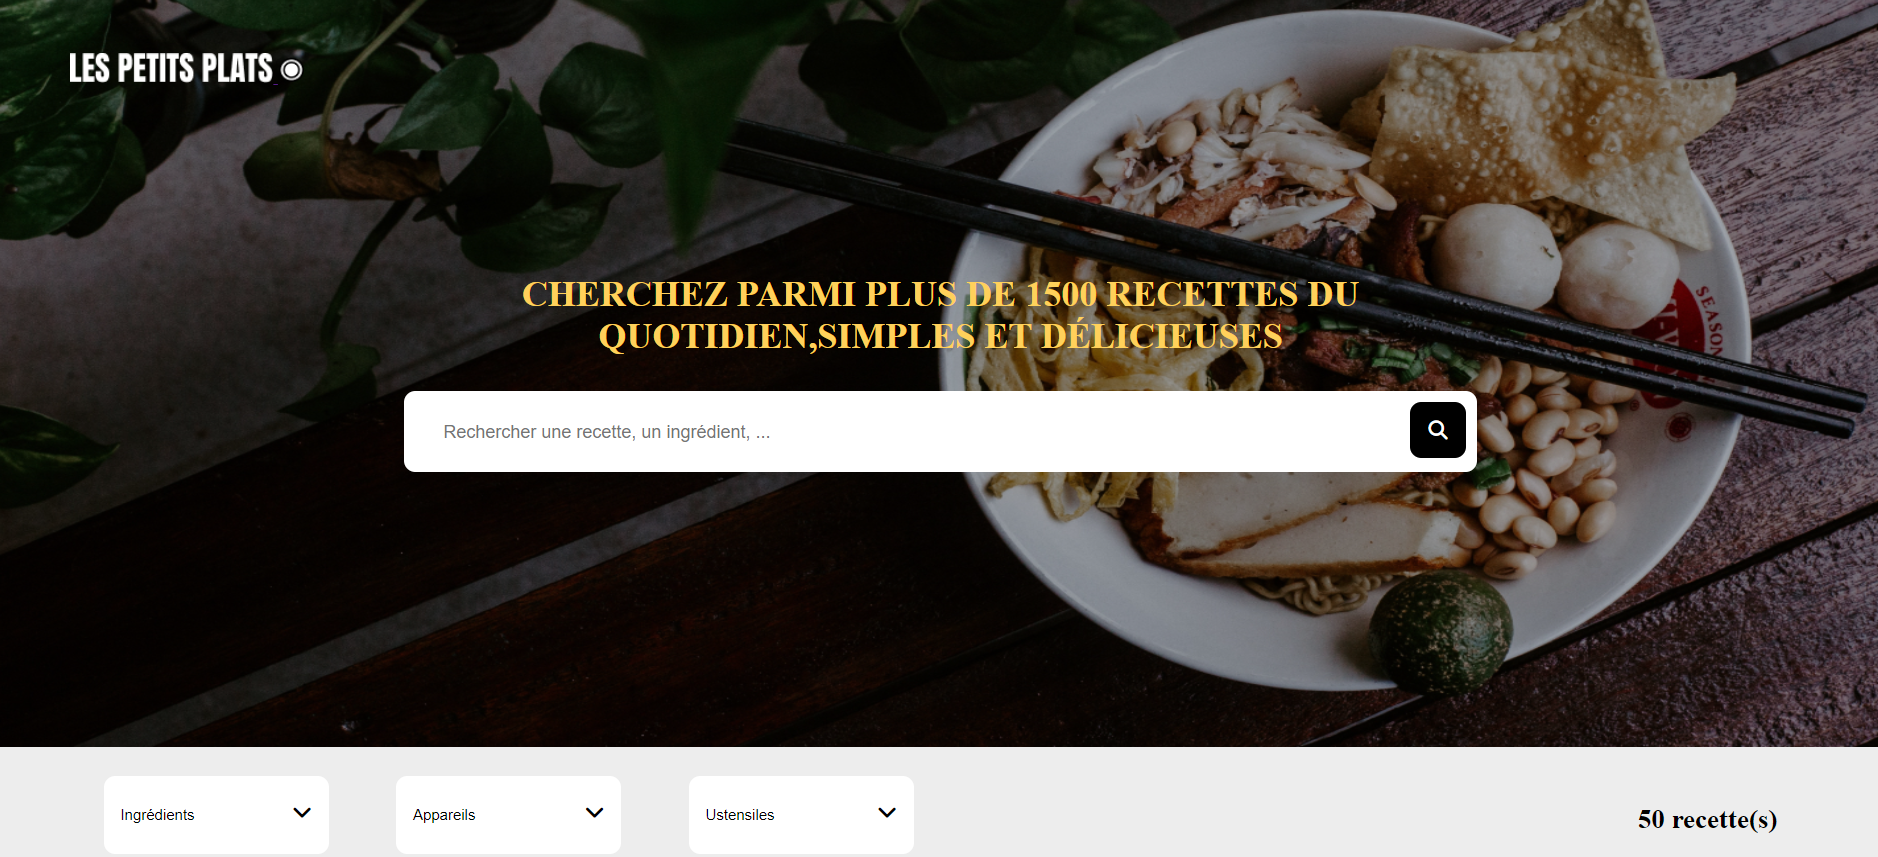 LES PETITS PLATS
CHERCHEZ PARMI PLUS DE 1500 RECETTES DU
QUOTIDIEN,SIMPLES ET DÉLICIEUSES
Rechercher une recette, un ingrédient, ...
Ingrédients
Appareils
Ustensiles
50 recette(s)